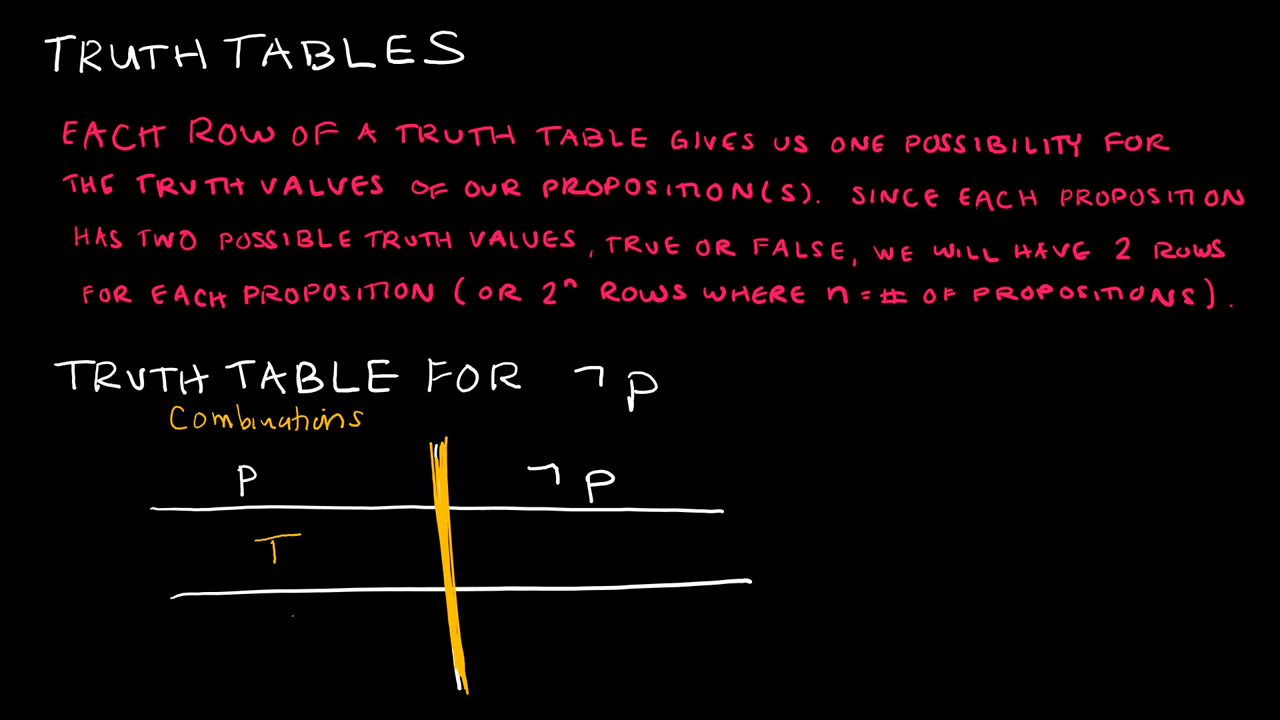 TRUTH TABLES
EACH ROW OF A TRUTH TABLE GIVES US ONE POSSIBILITY FOR
THE TRUTH VALUES OF OUR PROPOSITION(S). SINCE EACH PROPOSITION
HAS TWO POSSIBLE TRUTH VALUES, TRUE OR FALSE, WE WILL HAVE 2 ROWS
FOR EACH PROPOSITION (OR 2ⁿ ROWS WHERE n = # OF PROPOSITIONS).
TRUTH TABLE FOR ¬ p
Combinations
P ¬ p
T